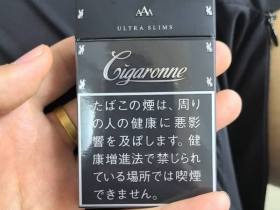 AAA
ULTRA SLIMS
Cigaronne
たばこの煙は、周り
の人の健康に悪影
響を及ぼします。健
康増進法で禁じられ
ている場所では喫煙
できません。